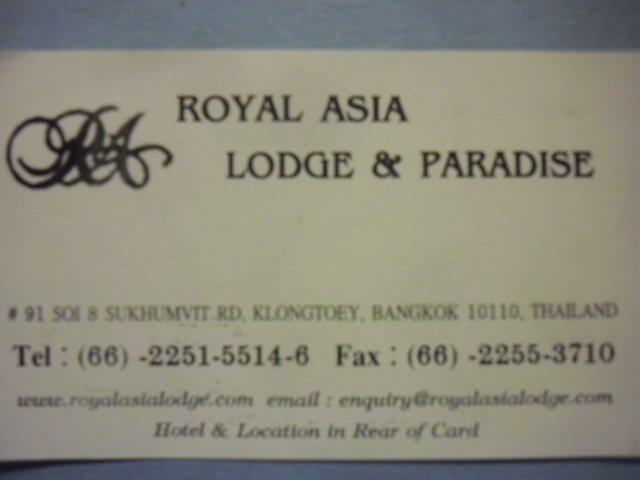 RA
ROYAL ASIA
LODGE & PARADISE
# 91 SOI 8 SUKHUMVIT RD, KLONGTOEY, BANGKOK 10110, THAILAND
Tel : (66) -2251-5514-6 Fax : (66) -2255-3710
www.royalasialodge.com email : enquiry@royalasialodge.com
Hotel & Location in Rear of Card